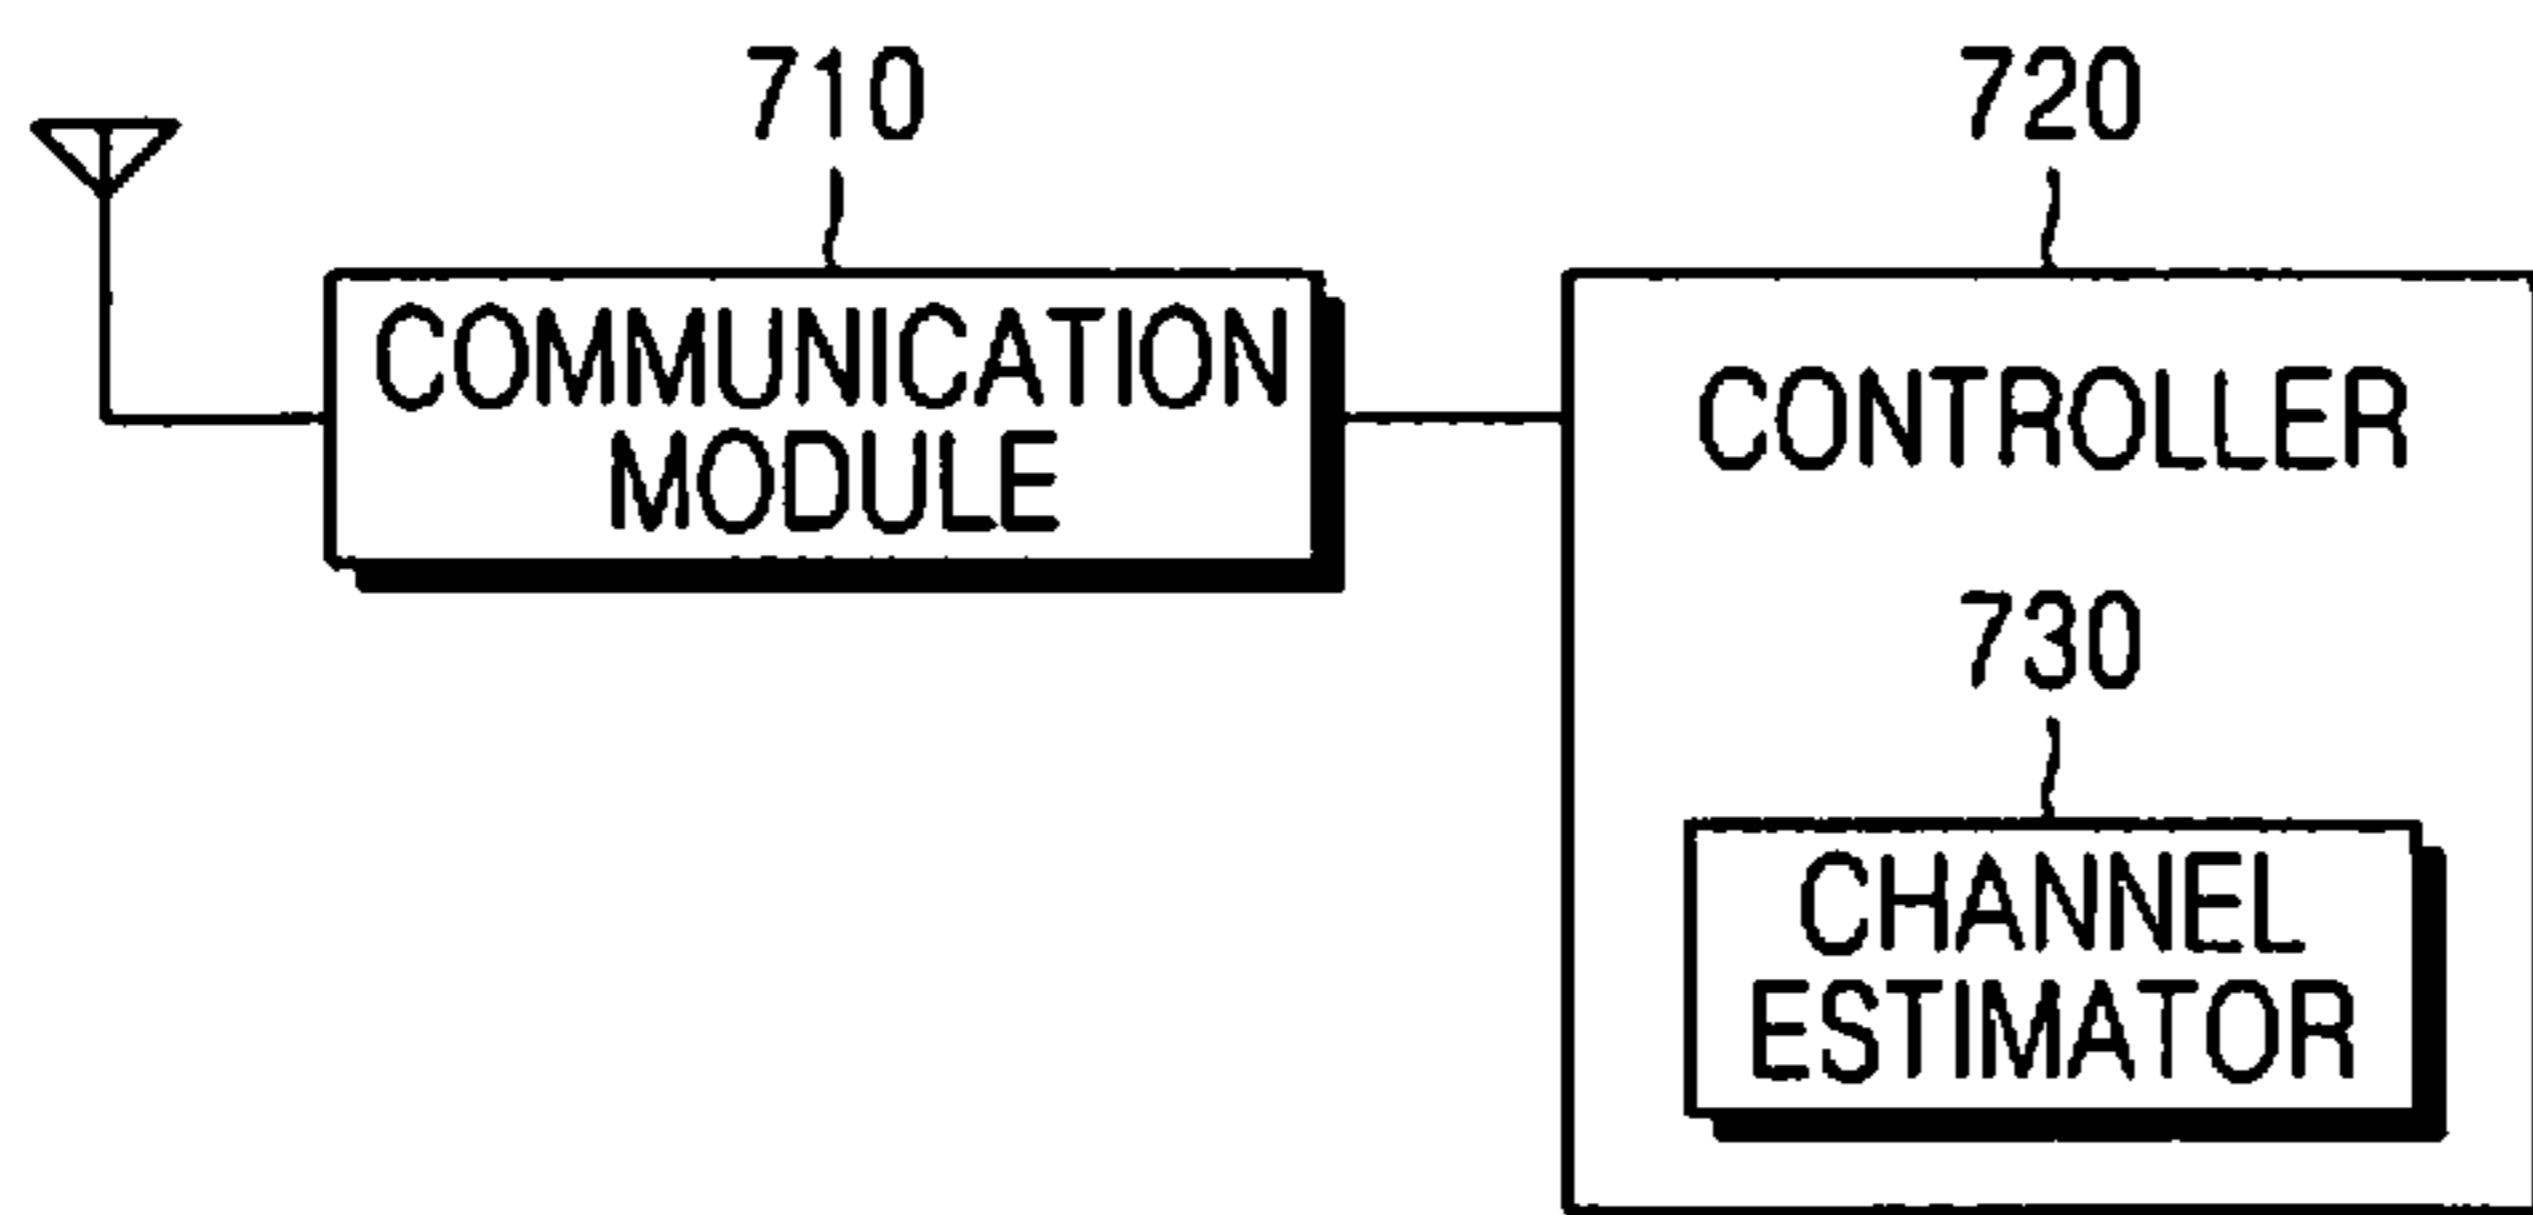 710
720
COMMUNICATION
MODULE
CONTROLLER
730
CHANNEL
ESTIMATOR